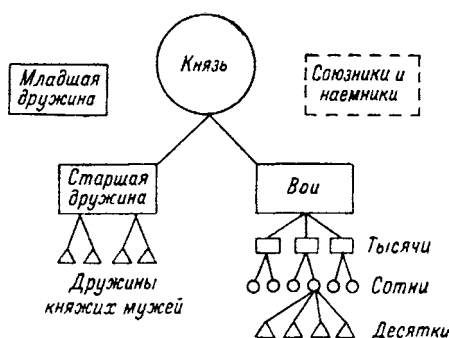 Князь
Младшая
дружина
Союзники и
наемники
Старшая
дружина
Вои
Тысячи
Сотни
Дружины
княжих мужей
Десятки